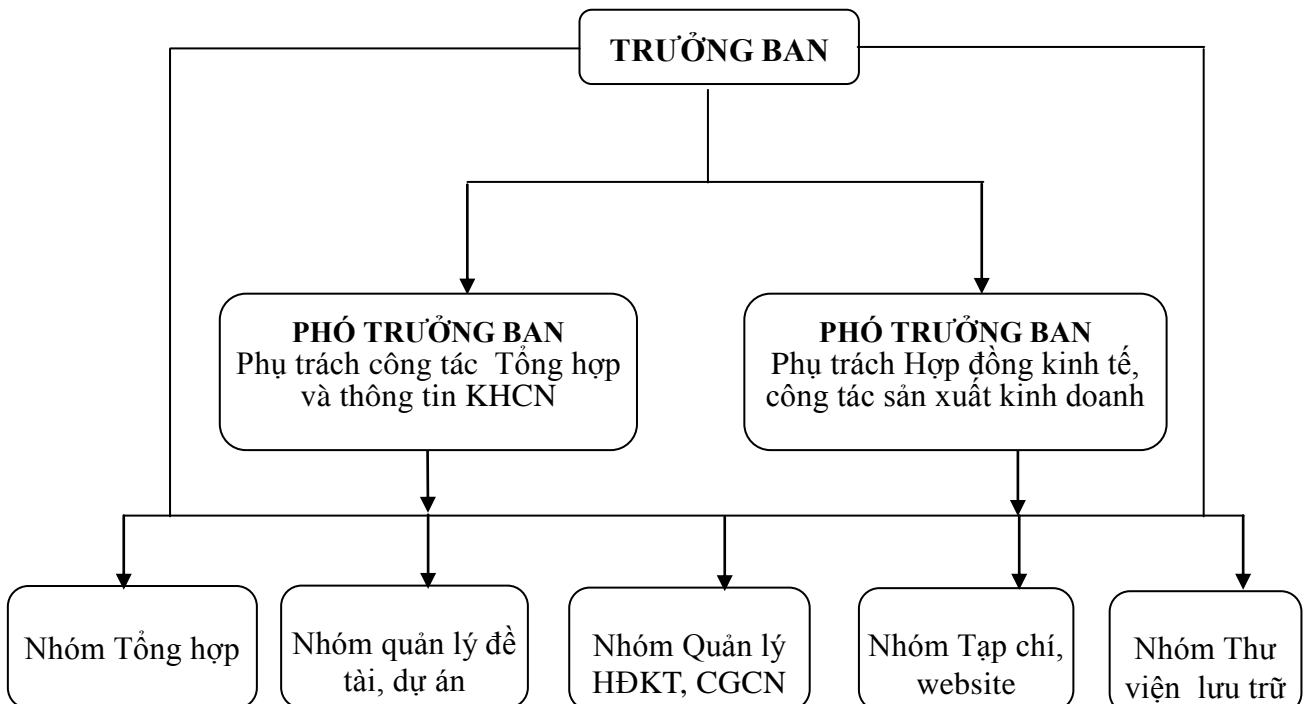 TRƯỞNG BAN
PHÓ TRƯỞNG BAN
Phụ trách công tác Tổng hợp
và thông tin KHCN
PHÓ TRƯỞNG BAN
Phụ trách Hợp đồng kinh tế,
công tác sản xuất kinh doanh
Nhóm Tổng hợp
Nhóm quản lý đề
tài, dự án
Nhóm Quản lý
HĐKT, CGCN
Nhóm Tạp chí,
website
Nhóm Thư
viện lưu trữ